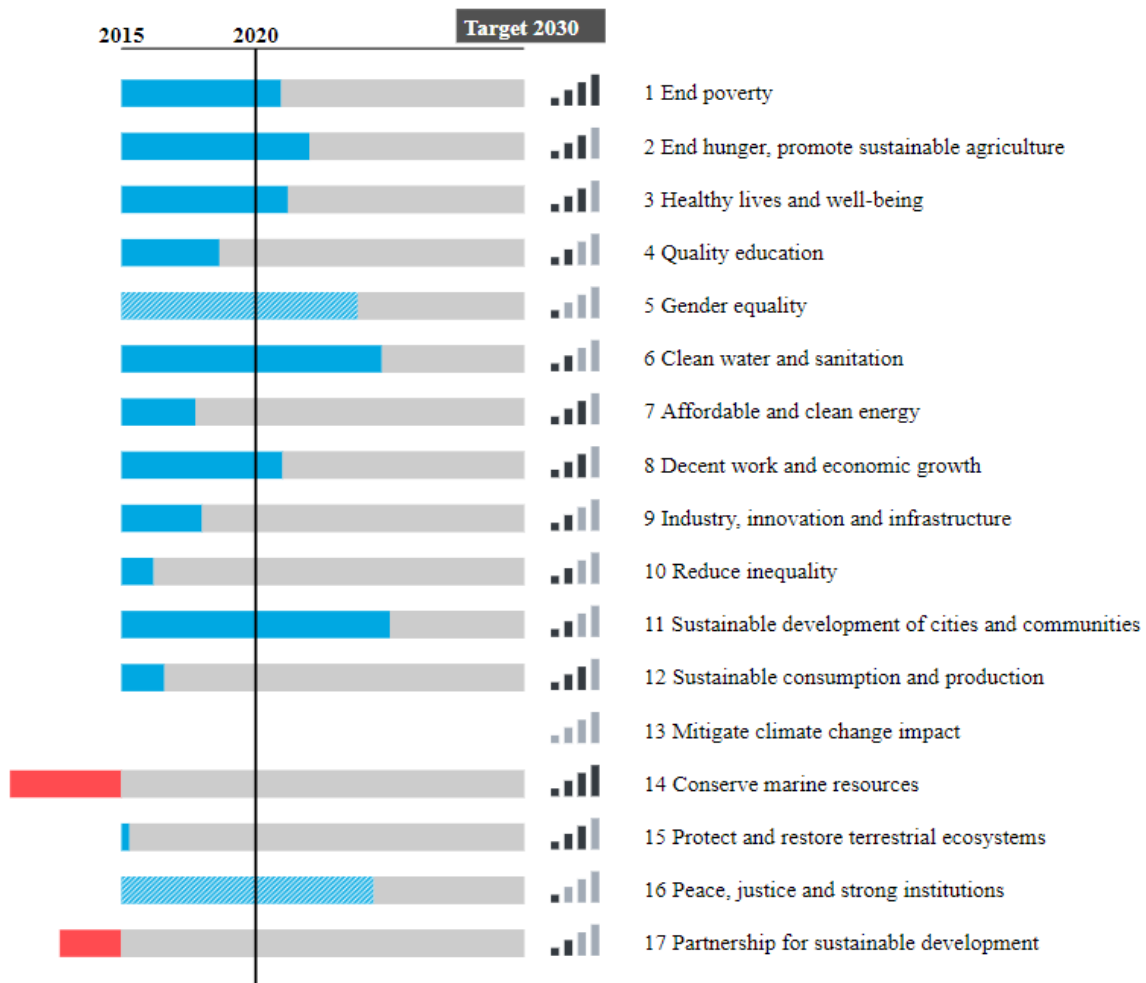 Target 2030
2015 2020
1 End poverty
2 End hunger, promote sustainable agriculture
3 Healthy lives and well-being
4 Quality education
5 Gender equality
6 Clean water and sanitation
7 Affordable and clean energy
8 Decent work and economic growth
9 Industry, innovation and infrastructure
10 Reduce inequality
11 Sustainable development of cities and communities
12 Sustainable consumption and production
13 Mitigate climate change impact
14 Conserve marine resources
15 Protect and restore terrestrial ecosystems
16 Peace, justice and strong institutions
17 Partnership for sustainable development